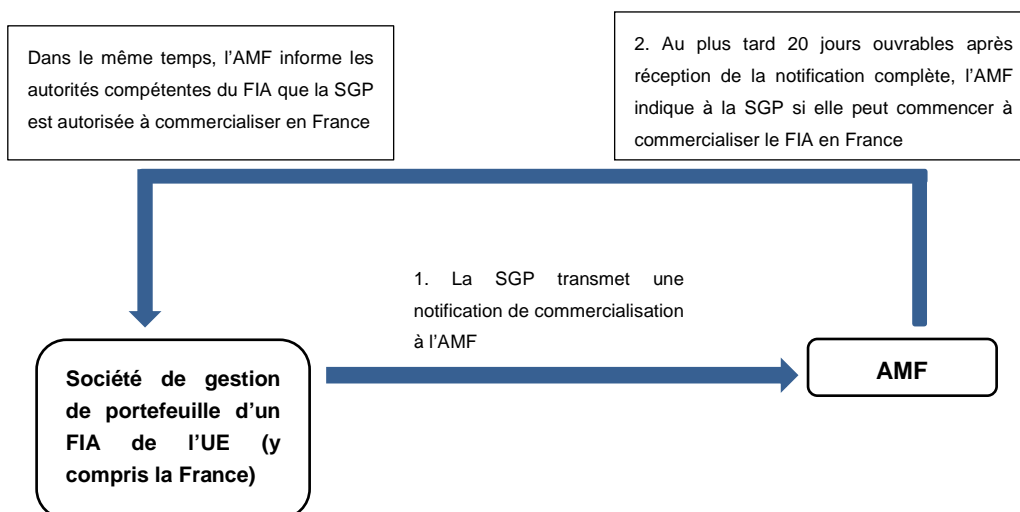 Dans le même temps, l’AMF informe les
autorités compétentes du FIA que la SGP
est autorisée à commercialiser en France
2. Au plus tard 20 jours ouvrables après
réception de la notification complète, l’AMF
indique à la SGP si elle peut commencer à
commercialiser le FIA en France
1. La SGP transmet une
notification de commercialisation
à l’AMF
Société de gestion
de portefeuille d’un
FIA de l’UE (y
compris la France)
AMF